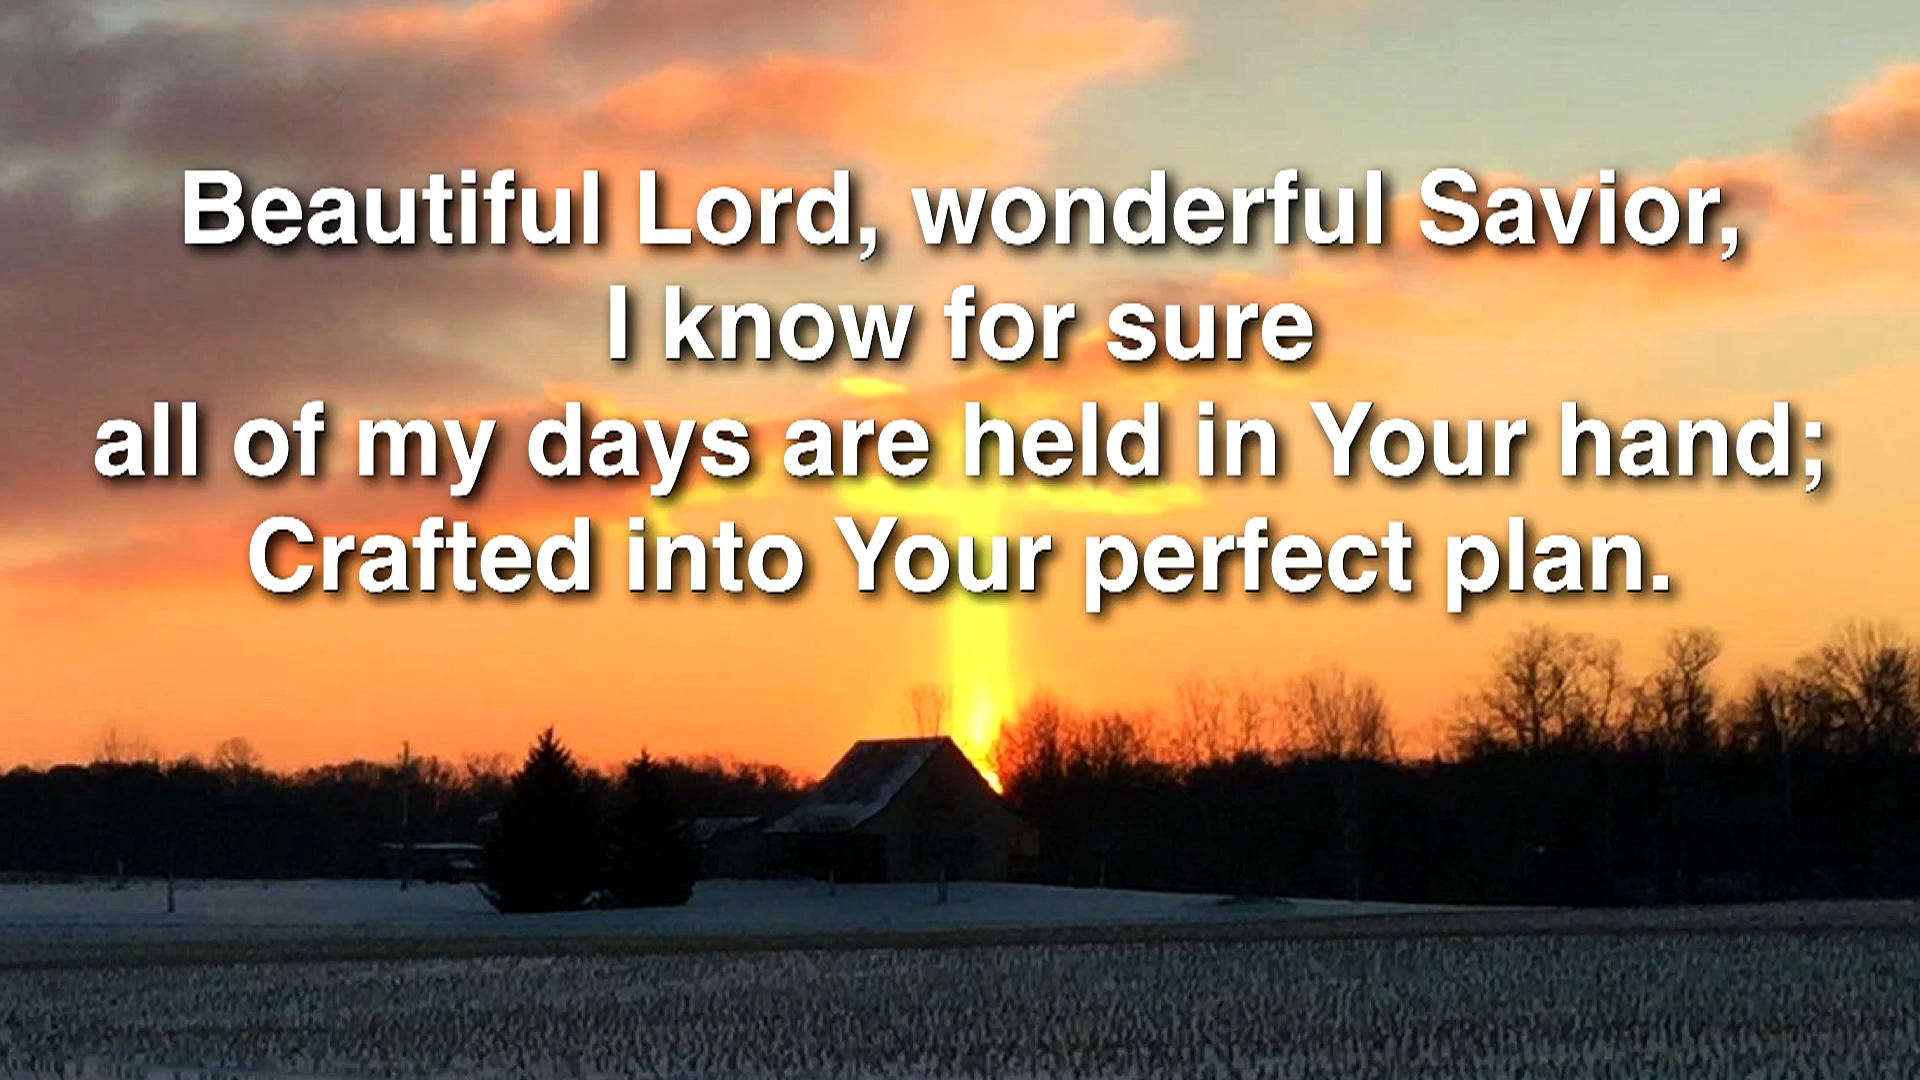 Beautiful Lord, wonderful Savior,
I know for sure
all of my days are held in Your hand;
Crafted into Your perfect plan.